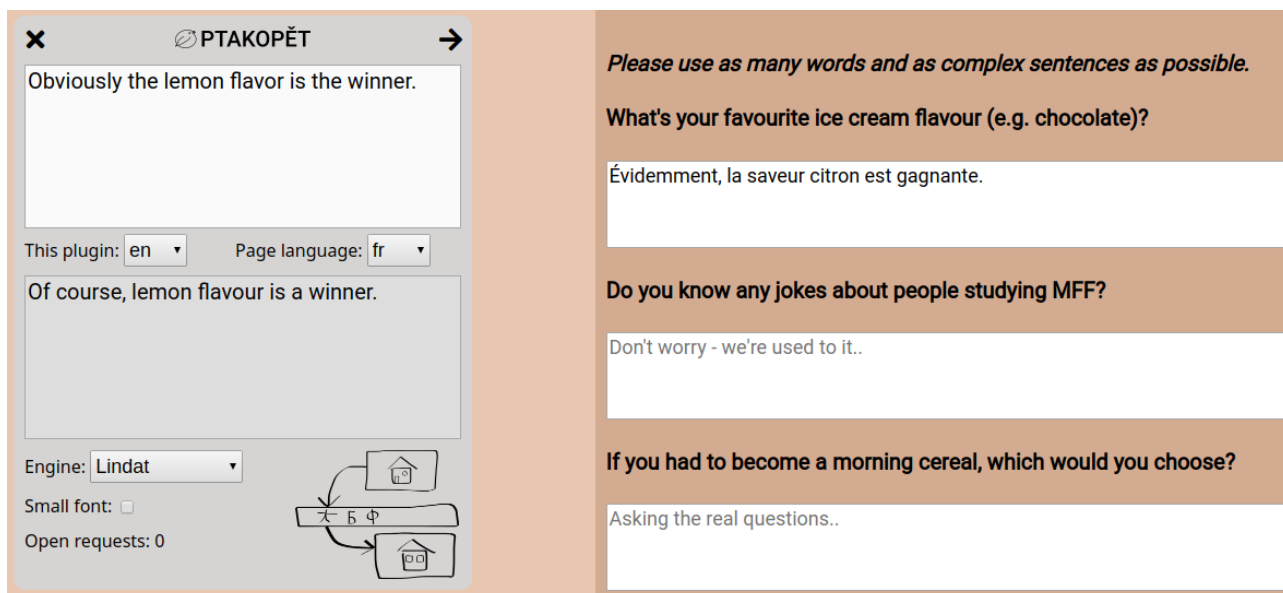 PTAKOPĚT
Obviously the lemon flavor is the winner.
This plugin: en Page language: fr
Of course, lemon flavour is a winner.
Engine: Lindat
Small font:
Open requests: 0
大 Б Ф
Please use as many words and as complex sentences as possible.
What's your favourite ice cream flavour (e.g. chocolate)?
Évidemment, la saveur citron est gagnante.
Do you know any jokes about people studying MFF?
Don't worry - we're used to it..
If you had to become a morning cereal, which would you choose?
Asking the real questions..